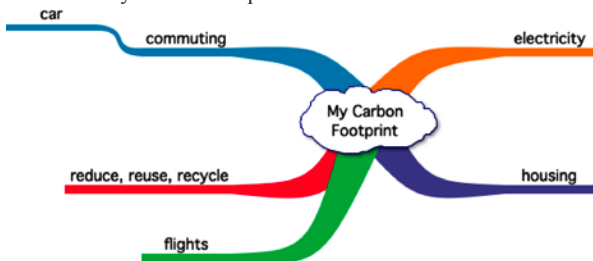 car
commuting
electricity
My Carbon
Footprint
reduce, reuse, recycle
housing
flights